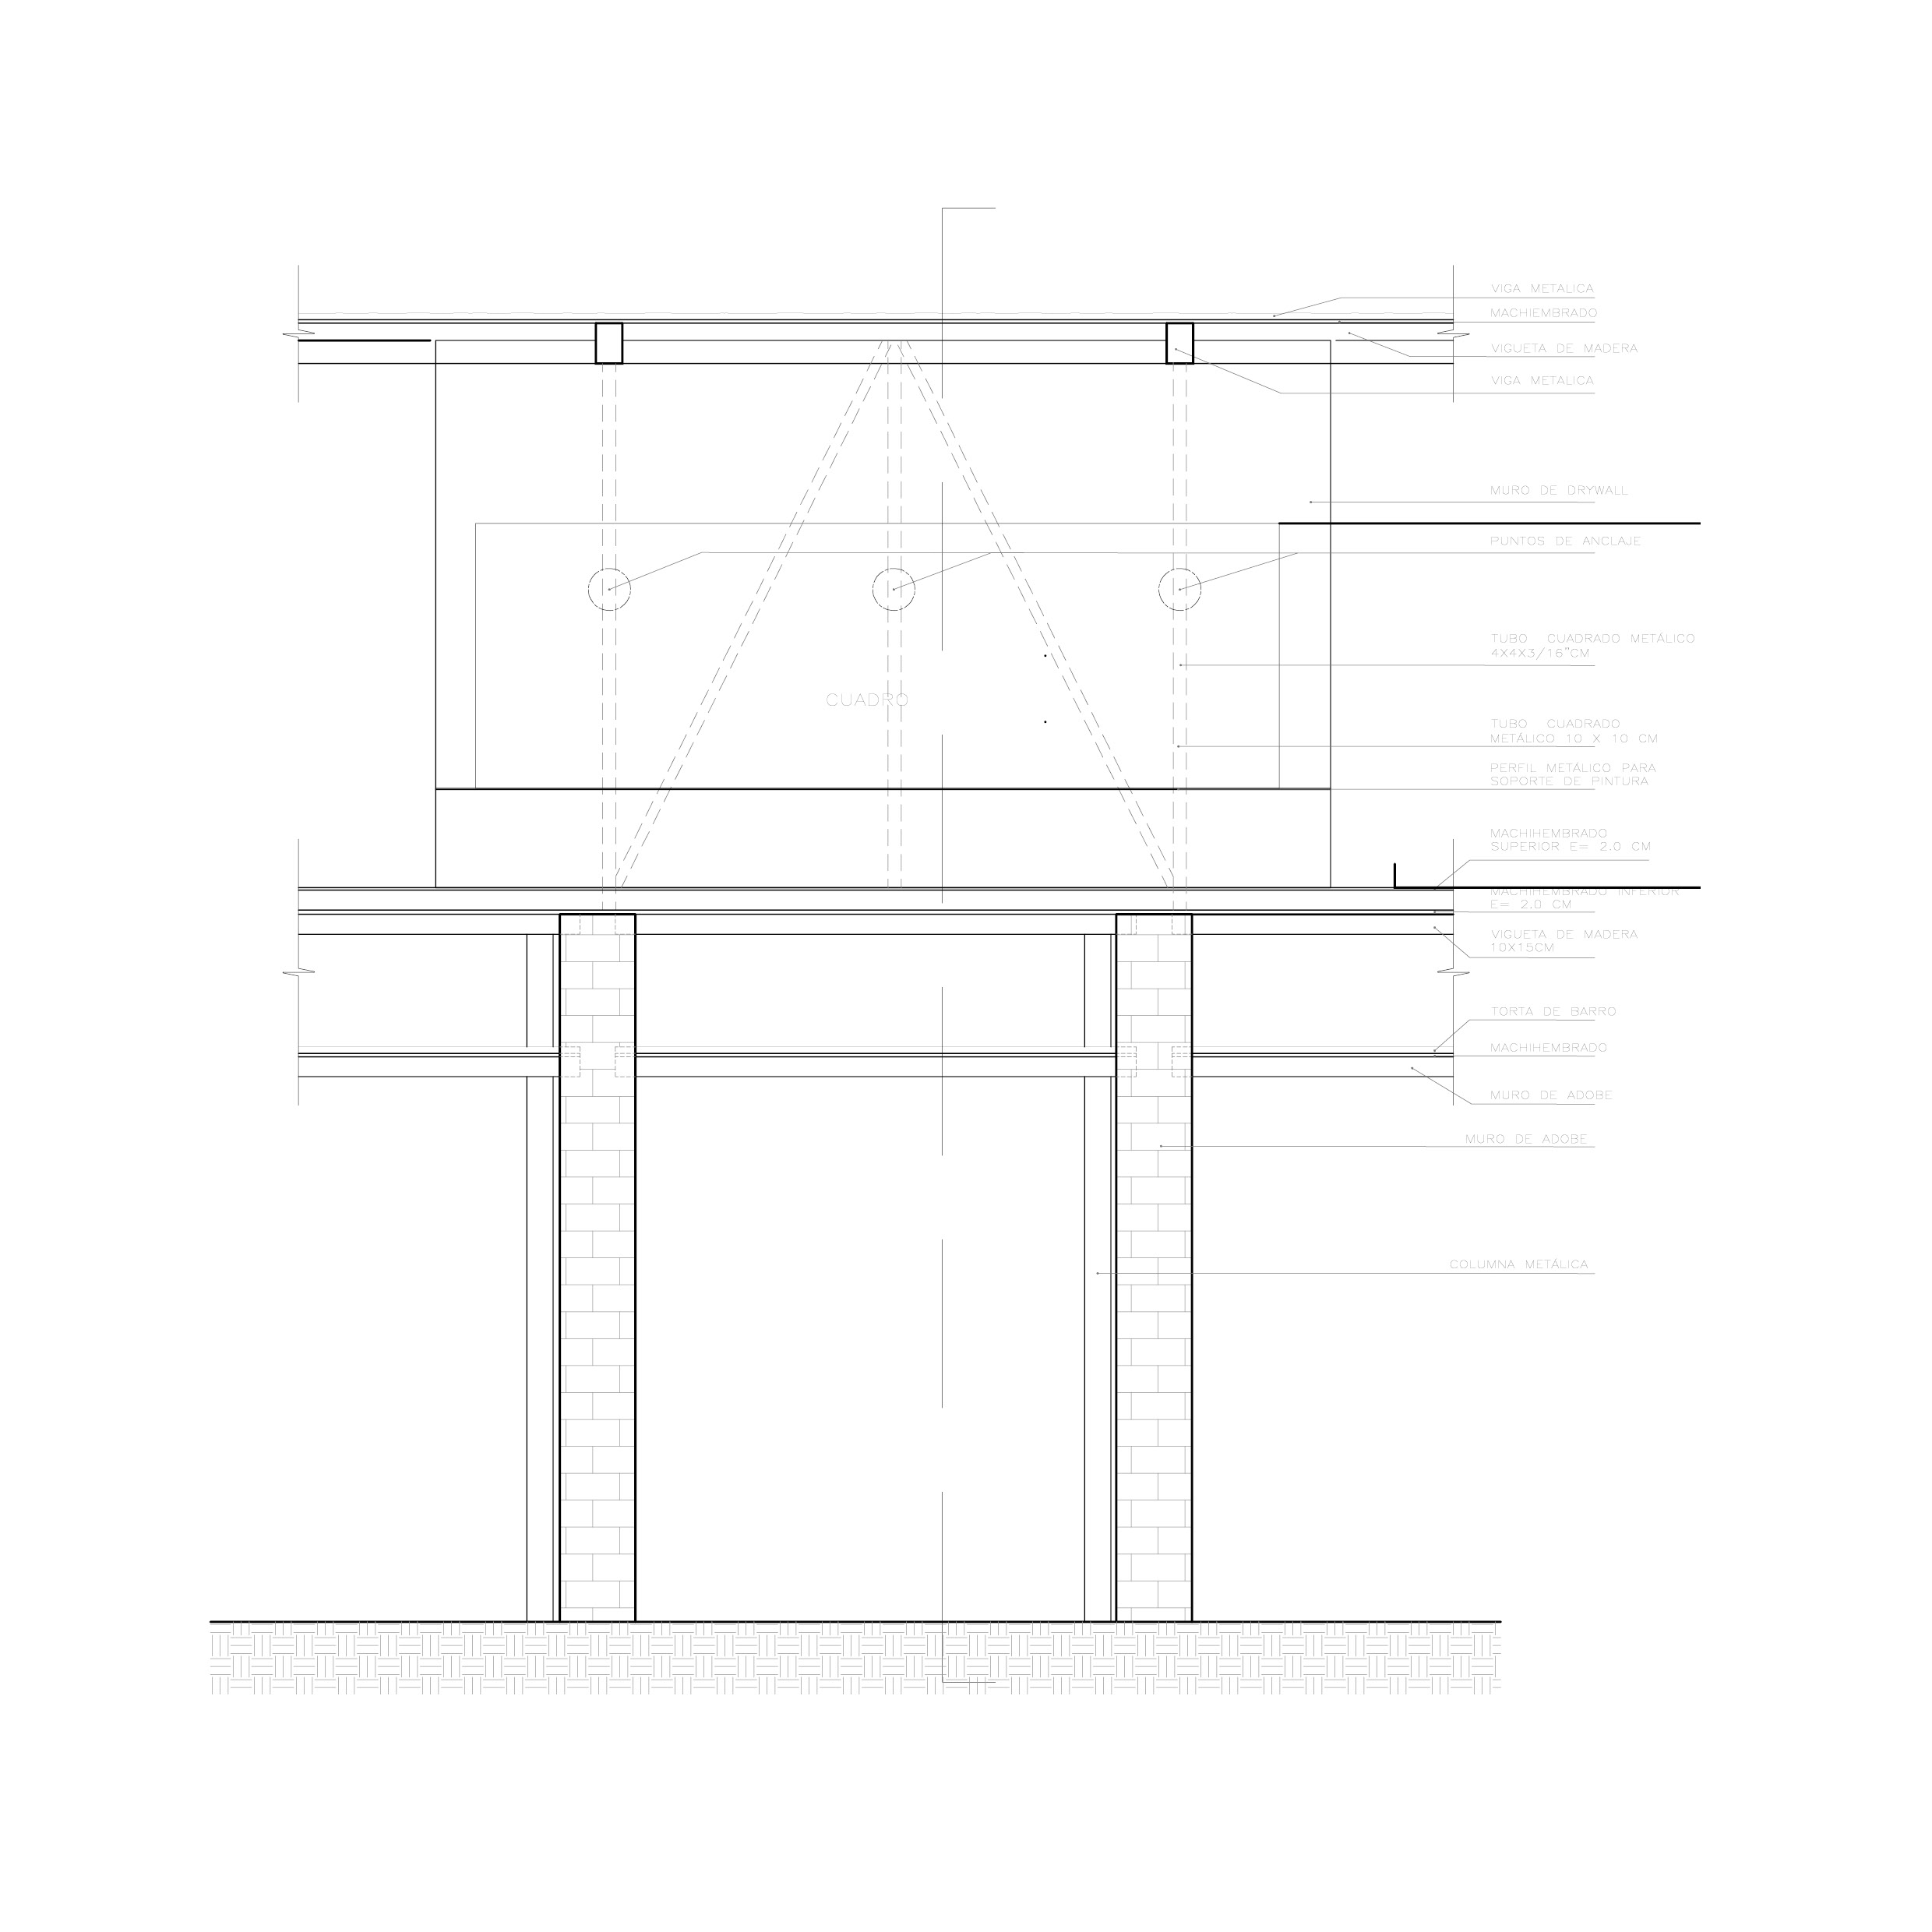 VIGA METALICA
MACHIEMBRADO
VIGUETA DE MADERA
VIGA METALICA
MURO DE DRYWALL
PUNTOS DE ANCLAJE
TUBO CUADRADO METÁLICO
4X4X3/16"CM
CUADRO
TUBO CUADRADO
METÁLICO 10 X 10 CM
PERFIL METÁLICO PARA
SOPORTE DE PINTURA
MACHIHEMBRADO
SUPERIOR E= 2.0 CM
MACHIHEMBRADO INFERIOR
E= 2.0 CM
VIGUETA DE MADERA
10X15CM
TORTA DE BARRO
MACHIHEMBRADO
MURO DE ADOBE
MURO DE ADOBE
COLUMNA METÁLICA